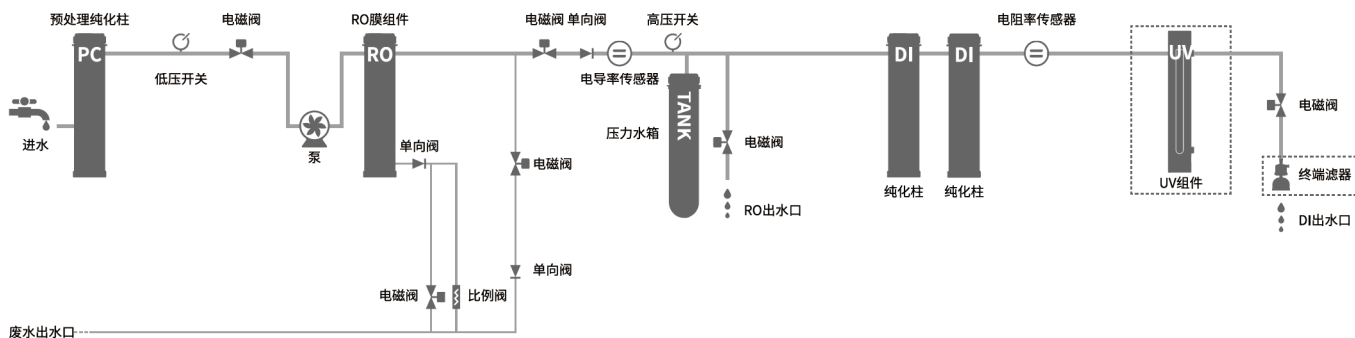 预处理纯化柱
电磁阀
RO膜组件
电磁阀 单向阀
高压开关
电阻率传感器
PC
RO
DI
DI
UV
低压开关
电导率传感器
TANK
进水
泵
单向阀
电磁阀
压力水箱
电磁阀
电磁阀
终端滤器
纯化柱
纯化柱
UV组件
RO出水口
DI出水口
单向阀
电磁阀
比例阀
废水出水口